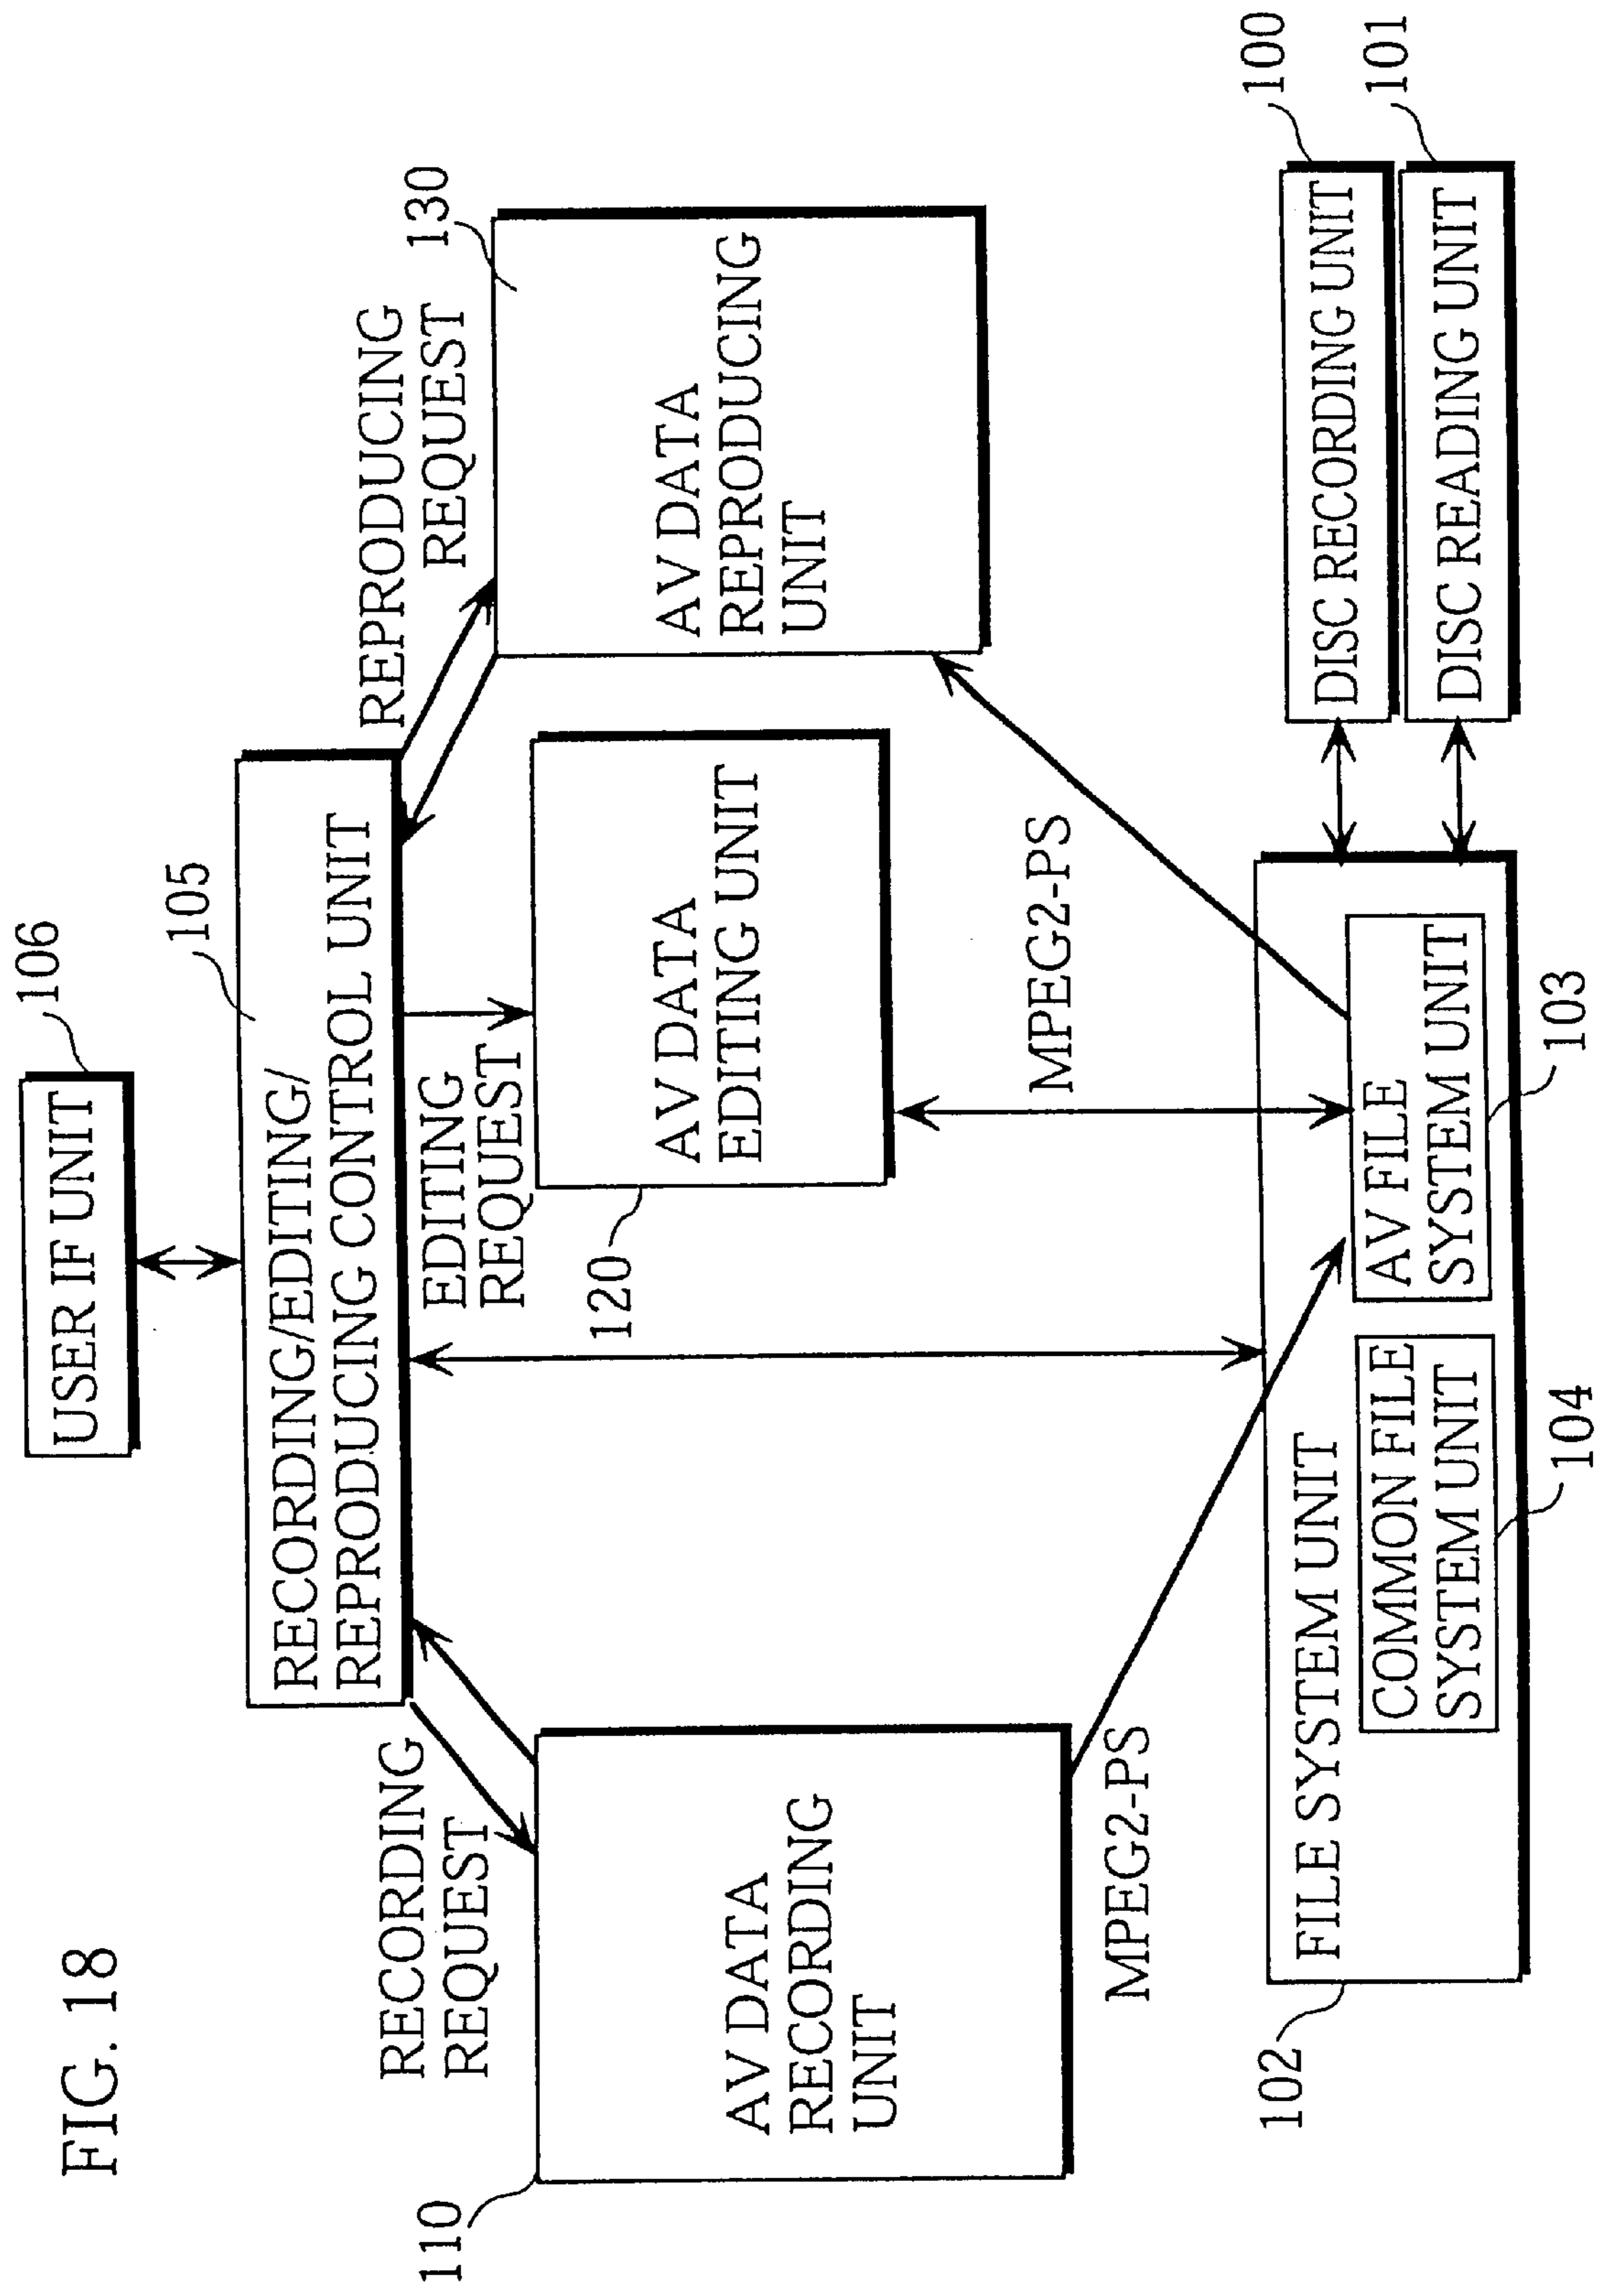 FIG. 18
USER IF UNIT
106
RECORDING/EDITING/
REPRODUCING CONTROL UNIT
105
RECORDING
REQUEST
EDITING
REQUEST
REPRODUCING
REQUEST
110
AV DATA
RECORDING
UNIT
120
AV DATA
EDITING UNIT
130
AV DATA
REPRODUCING
UNIT
MPEG2-PS
MPEG2-PS
102
FILE SYSTEM UNIT
COMMON FILE
SYSTEM UNIT
104
AV FILE
SYSTEM UNIT
103
DISC RECORDING UNIT
100
DISC READING UNIT
101